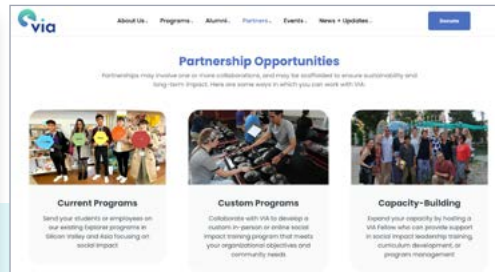 via
About Us Programs Alumni Partners Events News + Updates Donate
Partnership Opportunities
Partnerships may involve one or more collaborations, and may be scaffolded to ensure sustainability and
long-term impact. Here are some ways in which you can work with VIA.
Current Programs
Send your students or employees on
our existing Explorer programs in
Silicon Valley and Asia focusing on
social impact
Custom Programs
Collaborate with VIA to develop a
custom in-person or online social
impact training program that meets
your organizational objectives and
community needs
Capacity-Building
Expand your capacity by hosting a
VIA Fellow who can provide support
in social impact leadership training,
curriculum development, or
program management